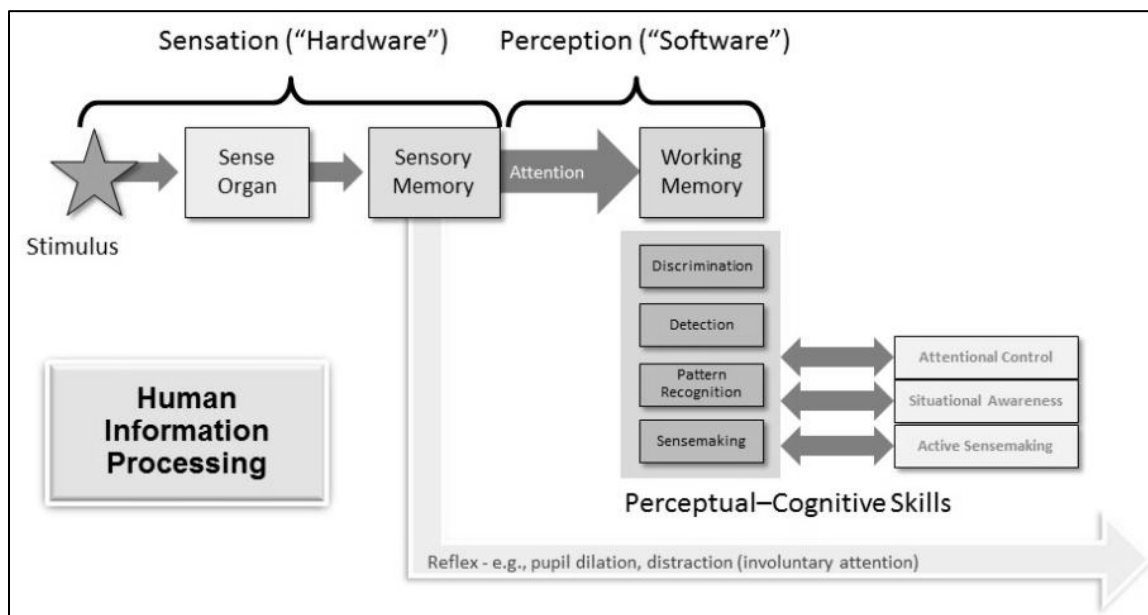 Sensation (“Hardware”)
Perception (“Software”)
Stimulus
Sense
Organ
Sensory
Memory
Attention
Working
Memory
Discrimination
Detection
Pattern
Recognition
Sensemaking
Attentional Control
Situational Awareness
Active Sensemaking
Perceptual–Cognitive Skills
Human
Information
Processing
Reflex - e.g., pupil dilation, distraction (involuntary attention)